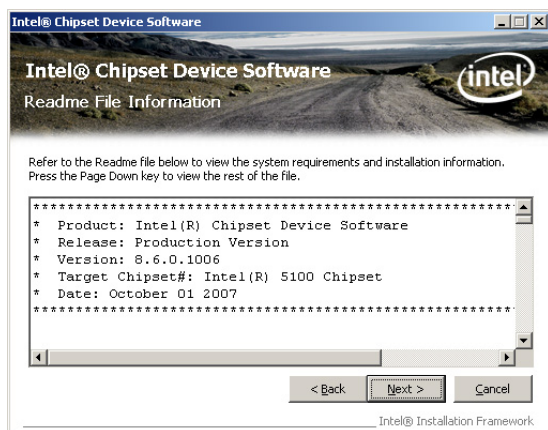 Intel® Chipset Device Software
Intel® Chipset Device Software
intel
Readme File Information
Refer to the Readme file below to view the system requirements and installation information.
Press the Page Down key to view the rest of the file.
************************************************************
* Product: Intel(R) Chipset Device Software
* Release: Production Version
* Version: 8.6.0.1006
* Target Chipset#: Intel(R) 5100 Chipset
* Date: October 01 2007
************************************************************
< Back Next > Cancel
Intel® Installation Framework